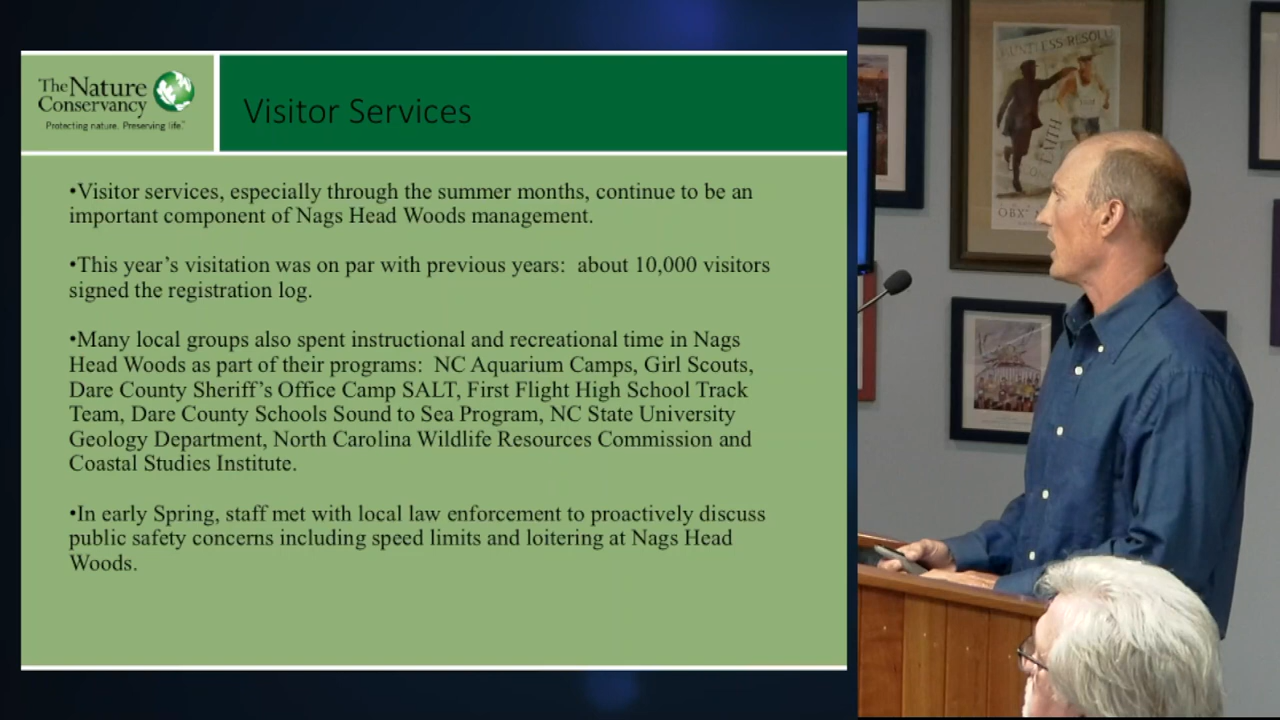 The Nature
Conservancy
Protecting nature. Preserving life.™
Visitor Services
•Visitor services, especially through the summer months, continue to be an
important component of Nags Head Woods management.
•This year’s visitation was on par with previous years:  about 10,000 visitors
signed the registration log.
•Many local groups also spent instructional and recreational time in Nags
Head Woods as part of their programs:  NC Aquarium Camps, Girl Scouts,
Dare County Sheriff’s Office Camp SALT, First Flight High School Track
Team, Dare County Schools Sound to Sea Program, NC State University
Geology Department, North Carolina Wildlife Resources Commission and
Coastal Studies Institute.
•In early Spring, staff met with local law enforcement to proactively discuss
public safety concerns including speed limits and loitering at Nags Head
Woods.
FAITH
OBX